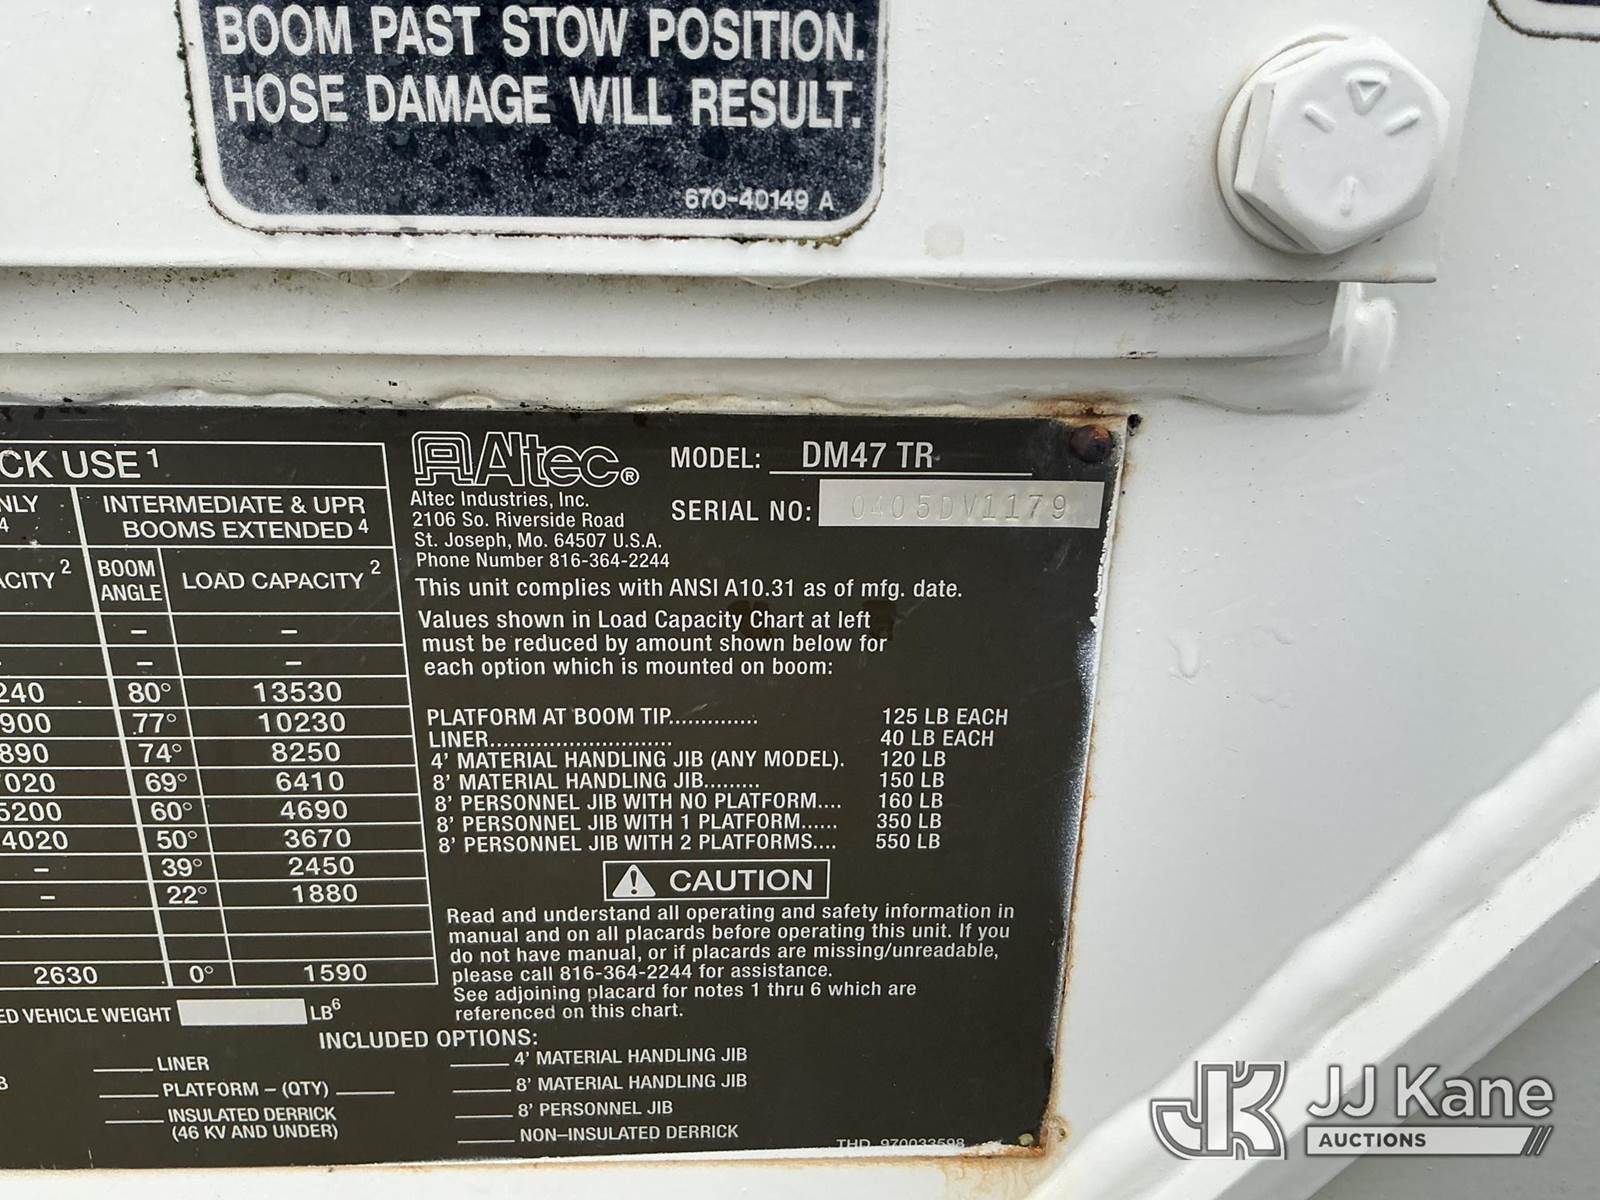 BOOM PAST STOW POSITION.
HOSE DAMAGE WILL RESULT.
670-40149 A
CK USE 1
NLY
4
INTERMEDIATE & UPR
BOOMS EXTENDED 4
ACITY 2
BOOM
ANGLE
LOAD CAPACITY 2
– –
– –
240 80° 13530
900 77° 10230
890 74° 8250
7020 69° 6410
5200 60° 4690
4020 50° 3670
– 39° 2450
– 22° 1880
2630 0° 1590
ED VEHICLE WEIGHT LB6
Altec®
Altec Industries, Inc.
2106 So. Riverside Road
St. Joseph, Mo. 64507 U.S.A.
Phone Number 816-364-2244
MODEL: DM47 TR
SERIAL NO: 0405DV1179
This unit complies with ANSI A10.31 as of mfg. date.
Values shown in Load Capacity Chart at left
must be reduced by amount shown below for
each option which is mounted on boom:
PLATFORM AT BOOM TIP.............. 125 LB EACH
LINER............................ 40 LB EACH
4' MATERIAL HANDLING JIB (ANY MODEL). 120 LB
8' MATERIAL HANDLING JIB......... 150 LB
8' PERSONNEL JIB WITH NO PLATFORM.... 160 LB
8' PERSONNEL JIB WITH 1 PLATFORM...... 350 LB
8' PERSONNEL JIB WITH 2 PLATFORMS.... 550 LB
CAUTION
Read and understand all operating and safety information in
manual and on all placards before operating this unit. If you
do not have manual, or if placards are missing/unreadable,
please call 816-364-2244 for assistance.
See adjoining placard for notes 1 thru 6 which are
referenced on this chart.
INCLUDED OPTIONS:
LINER
PLATFORM – (QTY)
INSULATED DERRICK
(46 KV AND UNDER)
4' MATERIAL HANDLING JIB
8' MATERIAL HANDLING JIB
8' PERSONNEL JIB
NON-INSULATED DERRICK
THD 970033598
JJ Kane
AUCTIONS